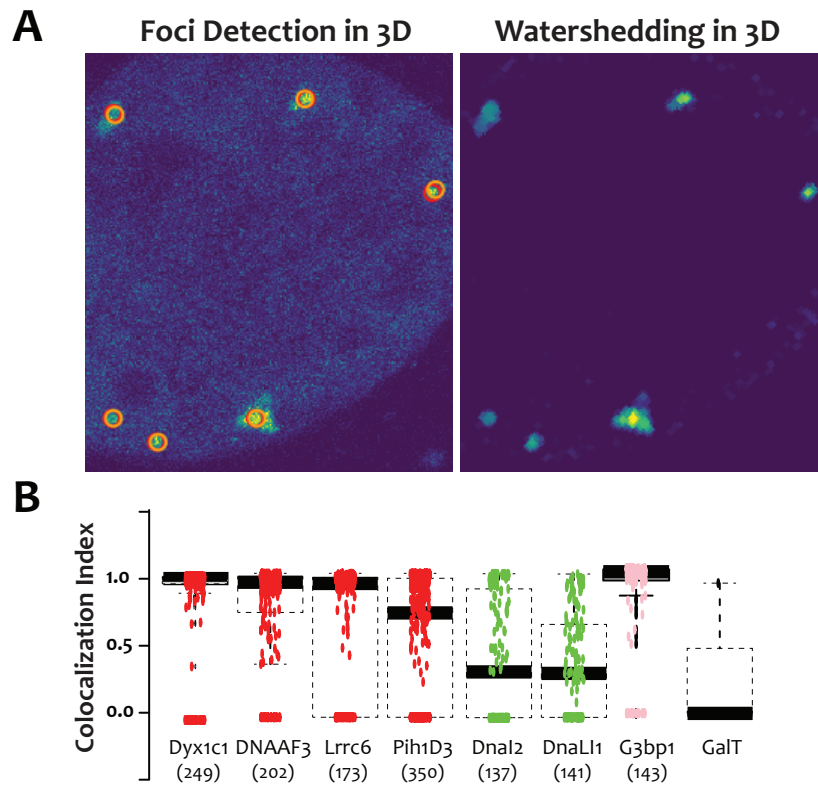 A
Foci Detection in 3D
Watershedding in 3D
B
Colocalization Index
1.0
0.5
0.0
Dyx1c1 DNAAF3 Lrrc6 Pih1D3 DnaI2 DnaLI1 G3bp1 GalT
(249) (202) (173) (350) (137) (141) (143)